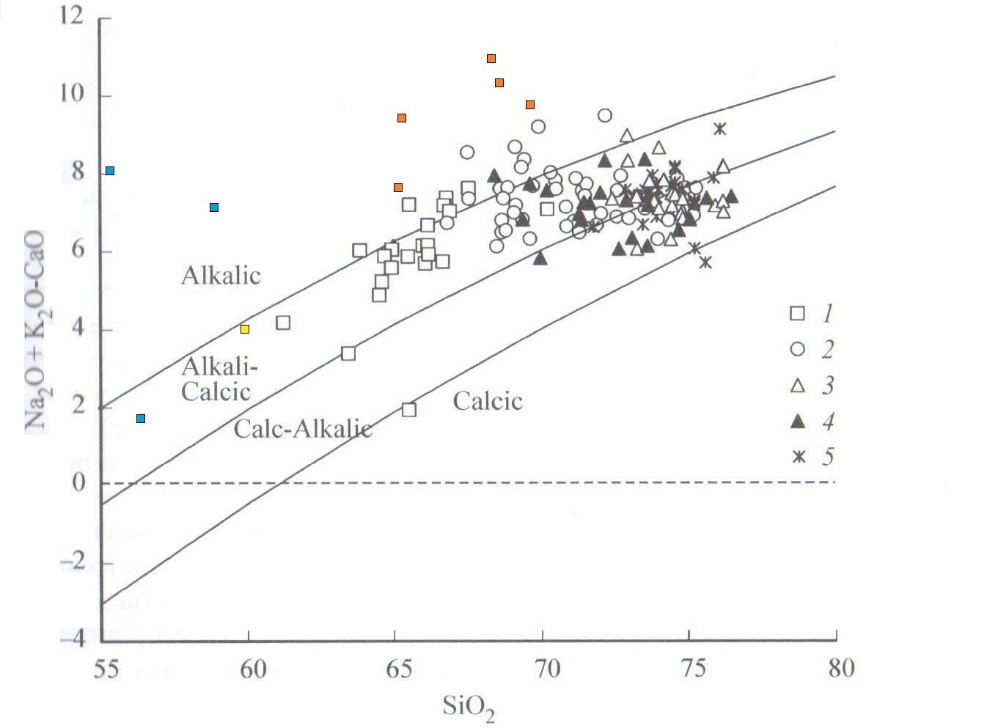 12
10
8
6
4
2
0
–2
–4
Na₂O + K₂O-CaO
Alkalic
Alkali-
Calcic
Calc-Alkalic
Calcic
1
2
3
4
5
55 60 65 70 75 80
SiO₂